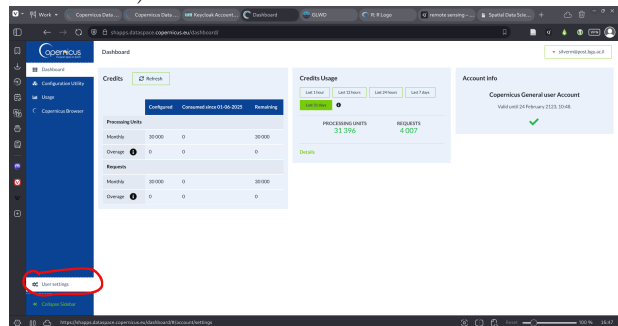 Work
Copernicus Data ...
Copernicus Data ...
Keycloak Account...
Dashboard
GLWD
R: R Logo
remote sensing – ...
Spatial Data Scie...
shapps.dataspace.copernicus.eu/dashboard/
VPN
opernicus
Dashboard
Dashboard
Configuration Utility
Usage
Copernicus Browser
User settings
Collapse Sidebar
Credits
Refresh
Configured Consumed since 01-06-2025 Remaining
Processing Units
Monthly 30 000 0 30 000
Overage 0 0 0
Requests
Monthly 30 000 0 30 000
Overage 0 0 0
Credits Usage
Last 1 hour Last 12 hours Last 24 hours Last 7 days
PROCESSING UNITS REQUESTS
31 396 4 007
Details
Account info
Copernicus General user Account
Valid until 24 February 2123, 10:48.
https://shapps.dataspace.copernicus.eu/dashboard/#/account/settings
Reset 100 % 10:47